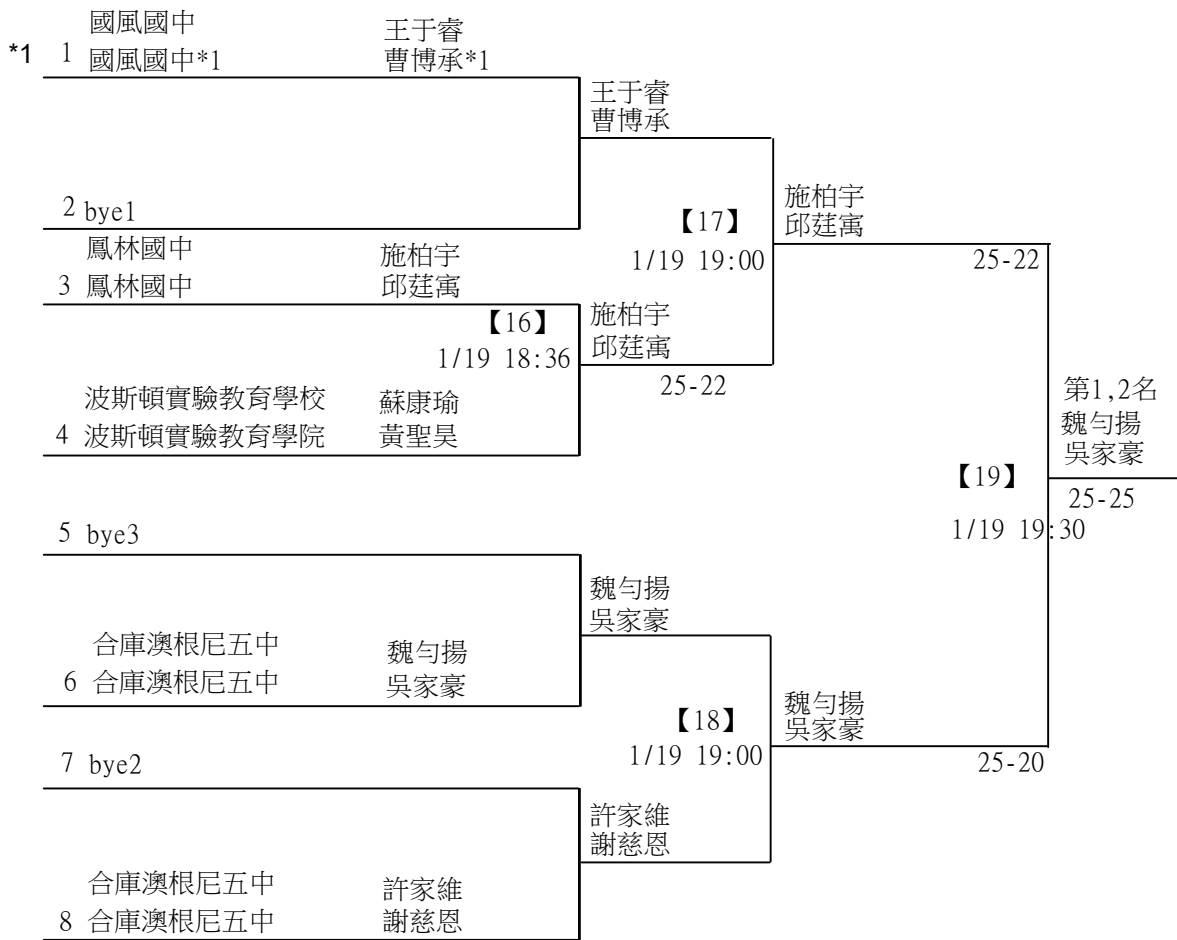 國風國中 王于睿
*1 1 國風國中*1 曹博承*1
王于睿
曹博承
2 bye1
【17】
1/19 19:00
施柏宇
邱莛寓
25-22
鳳林國中 施柏宇
3 鳳林國中 邱莛寓
【16】
1/19 18:36
施柏宇
邱莛寓
25-22
波斯頓實驗教育學校 蘇康瑜
4 波斯頓實驗教育學院 黃聖昊
第1,2名
魏勻揚
吳家豪
【19】
25-25
1/19 19:30
5 bye3
魏勻揚
吳家豪
合庫澳根尼五中 魏勻揚
6 合庫澳根尼五中 吳家豪
【18】
1/19 19:00
魏勻揚
吳家豪
25-20
7 bye2
許家維
謝慈恩
合庫澳根尼五中 許家維
8 合庫澳根尼五中 謝慈恩